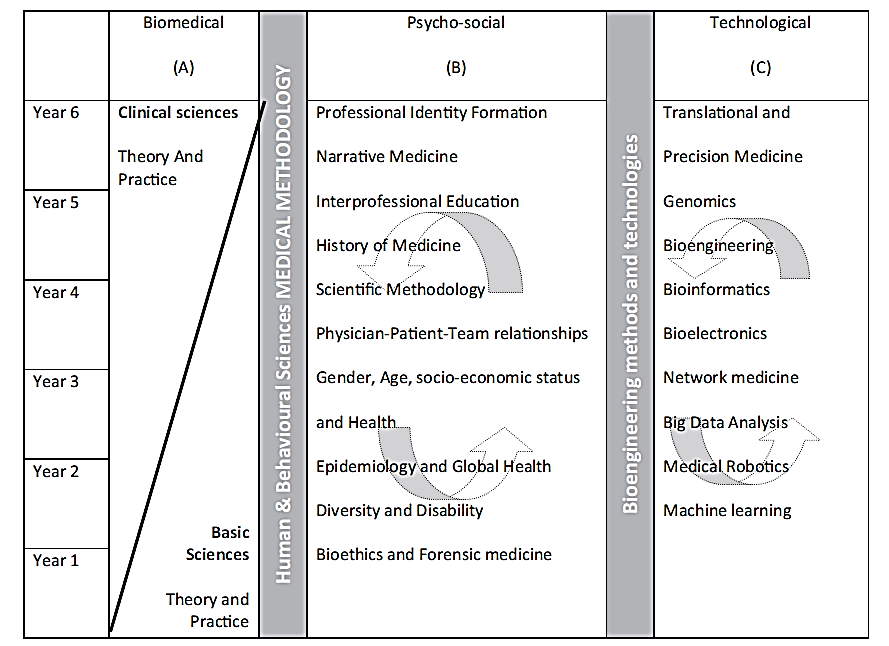 Biomedical
(A)
Psycho-social
(B)
Technological
(C)
Year 6
Year 5
Year 4
Year 3
Year 2
Year 1
Clinical sciences
Theory And
Practice
Basic
Sciences
Theory and
Practice
Human & Behavioural Sciences MEDICAL METHODOLOGY
Professional Identity Formation
Narrative Medicine
Interprofessional Education
History of Medicine
Scientific Methodology
Physician-Patient-Team relationships
Gender, Age, socio-economic status
and Health
Epidemiology and Global Health
Diversity and Disability
Bioethics and Forensic medicine
Bioengineering methods and technologies
Translational and
Precision Medicine
Genomics
Bioengineering
Bioinformatics
Bioelectronics
Network medicine
Big Data Analysis
Medical Robotics
Machine learning